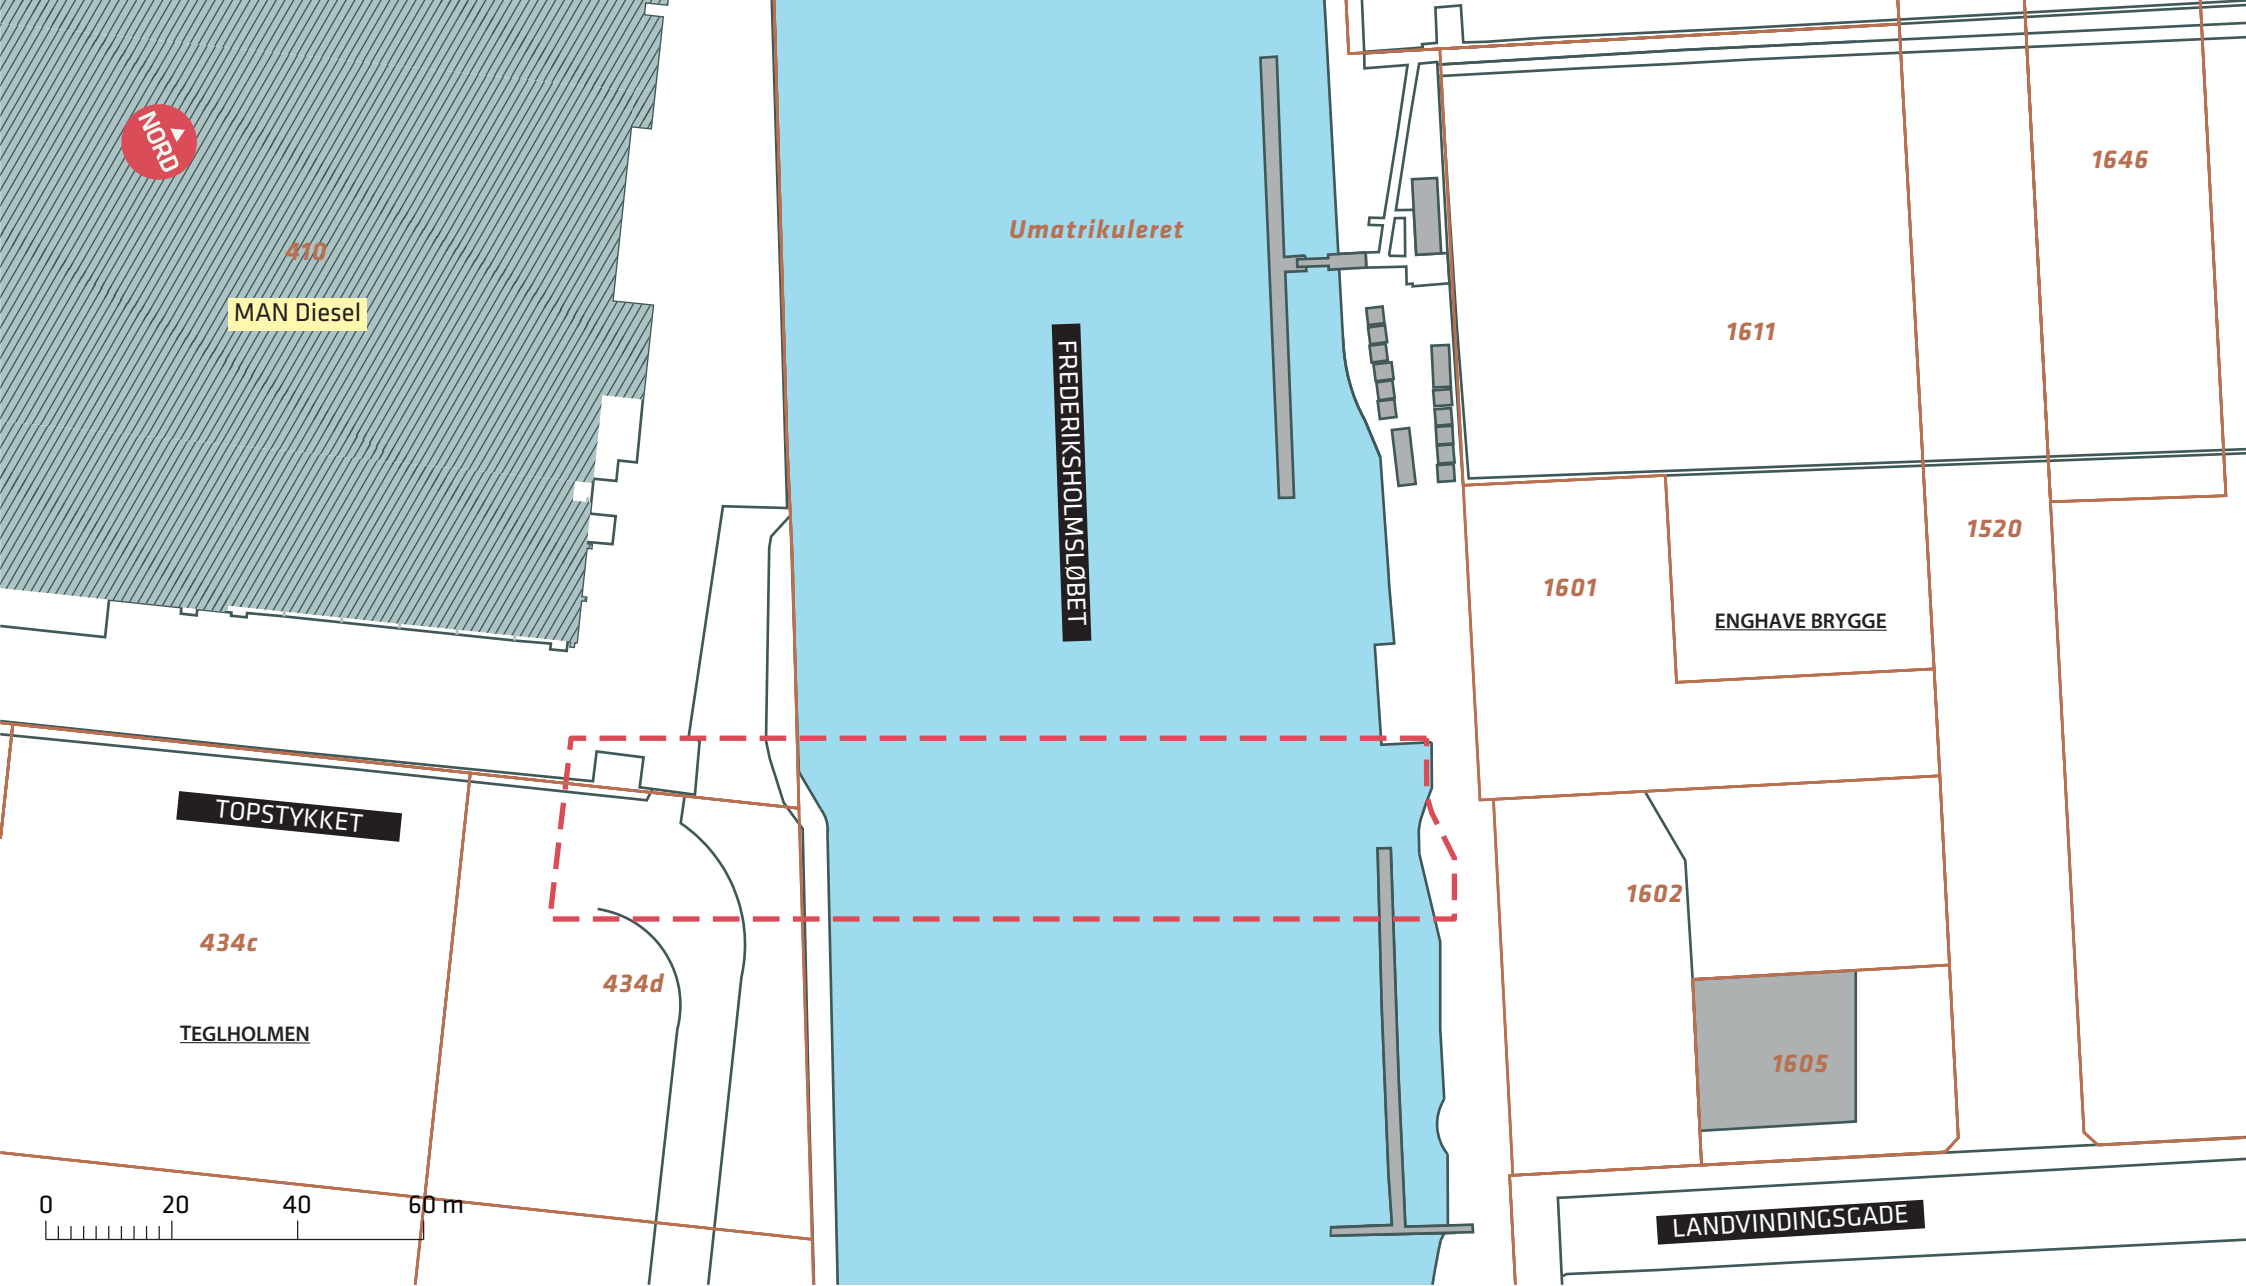 NORD
410
MAN Diesel
Umatrikuleret
FREDERIKSHOLMSLØBET
1646
1611
1520
1601
ENGHAVE BRYGGE
TOPSTYKKET
434c
434d
TEGLHOLMEN
1602
1605
0 20 40 60 m
LANDVINDINGSGADE